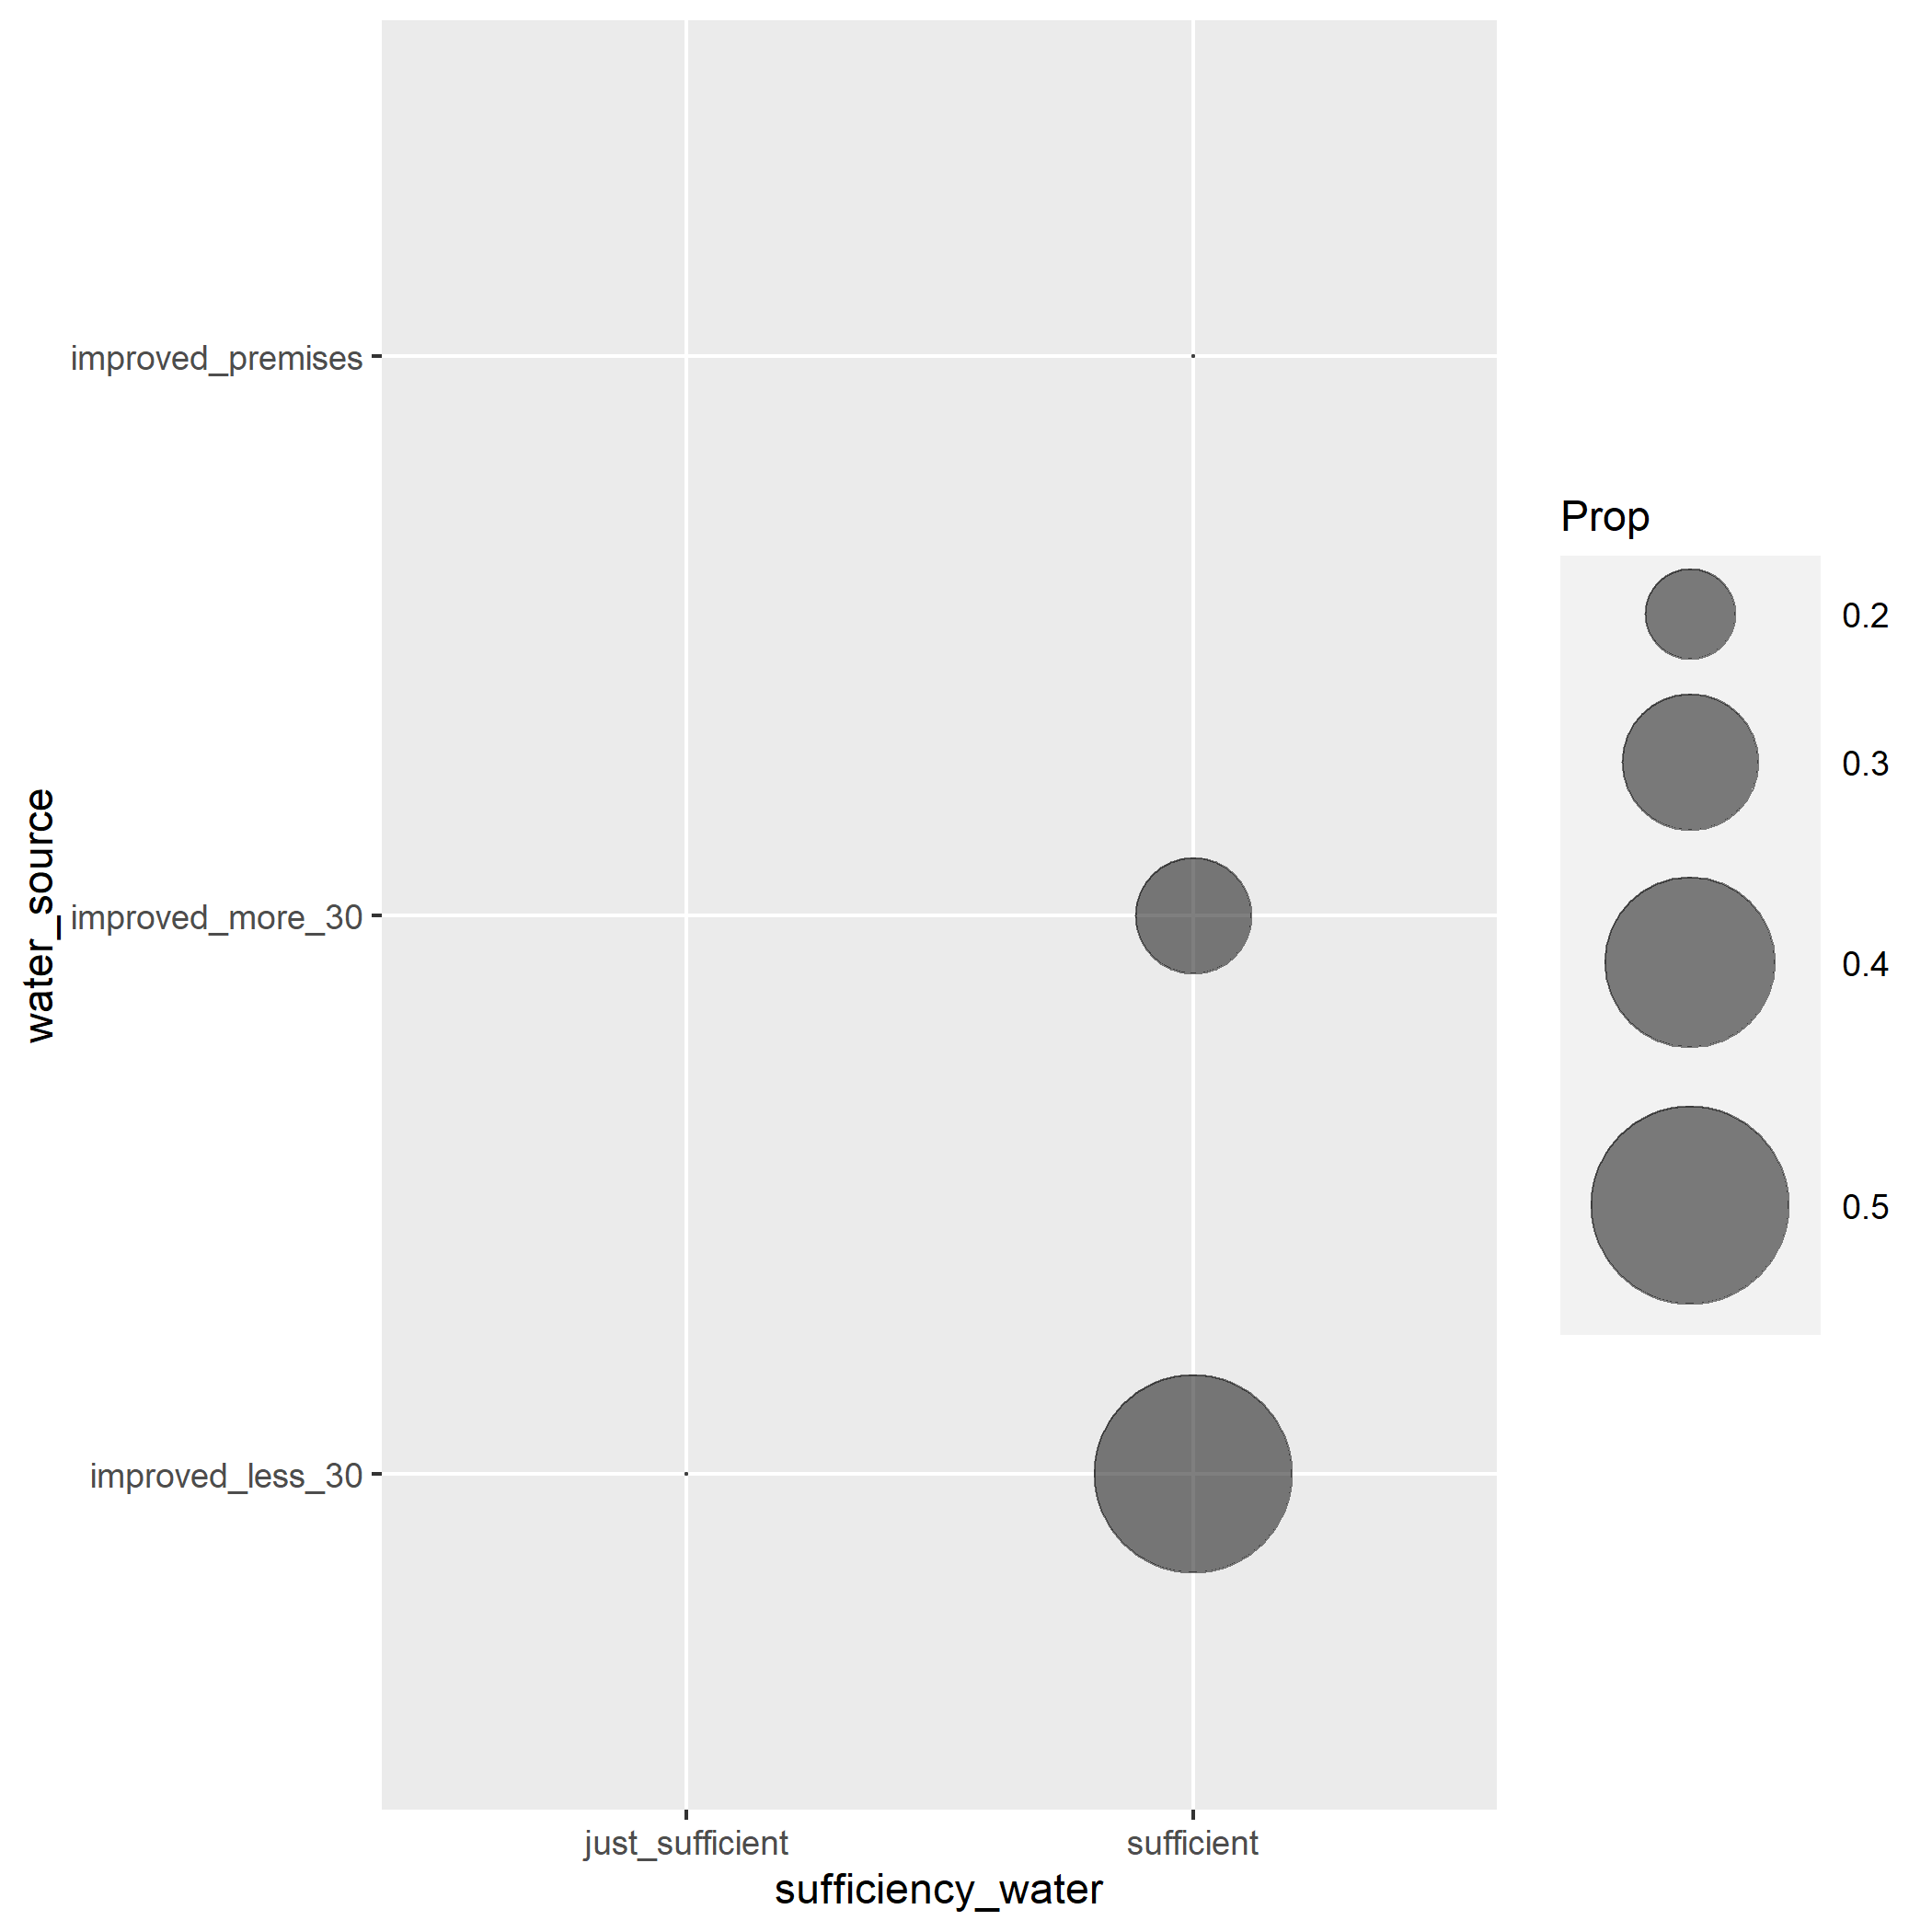 water_source
improved_premises
improved_more_30
improved_less_30
just_sufficient
sufficient
sufficiency_water
Prop
0.2
0.3
0.4
0.5